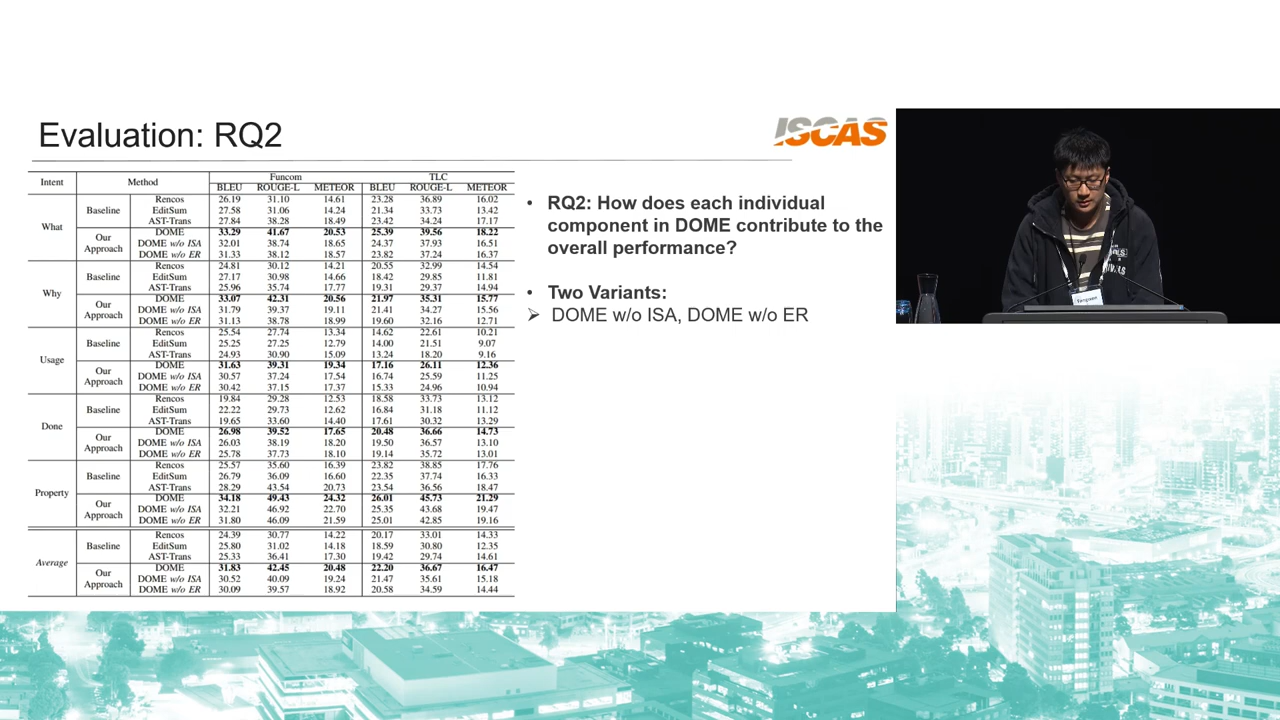 Evaluation: RQ2
ISCAS
Intent Method Funcom TLC
BLEU ROUGE-L METEOR BLEU ROUGE-L METEOR
What Baseline Rencos 26.19 31.10 14.61 23.28 36.89 16.02
EditSum 27.58 31.06 14.24 24.37 33.73 13.42
AST-Trans 27.84 38.28 18.49 23.42 34.24 17.17
Our Approach DOME 33.29 41.67 20.53 25.39 39.56 18.22
DOME w/o ISA 32.01 38.74 18.65 24.37 37.93 16.51
DOME w/o ER 31.33 38.12 18.57 23.82 37.24 16.37
Why Baseline Rencos 24.81 30.12 14.21 20.55 32.99 14.54
EditSum 27.17 30.98 14.66 18.42 29.85 11.81
AST-Trans 25.96 35.74 17.77 19.31 29.37 14.94
Our Approach DOME 33.07 42.31 20.56 21.97 35.31 15.77
DOME w/o ISA 31.79 39.37 19.11 21.41 34.27 15.56
DOME w/o ER 31.13 38.78 18.99 19.60 32.16 12.71
Usage Baseline Rencos 25.54 27.74 13.34 14.62 22.61 10.21
EditSum 25.25 27.25 12.79 14.00 21.51 9.07
AST-Trans 24.93 30.90 15.09 13.24 18.20 9.16
Our Approach DOME 31.63 39.31 19.34 17.16 26.11 12.36
DOME w/o ISA 30.57 37.24 17.54 16.74 25.59 11.25
DOME w/o ER 30.42 37.15 17.37 15.33 24.96 10.94
Done Baseline Rencos 19.84 29.28 12.53 18.58 33.73 13.12
EditSum 22.22 29.73 12.62 16.84 31.18 11.12
AST-Trans 19.65 33.60 14.40 17.61 30.32 13.29
Our Approach DOME 26.98 39.52 17.65 20.48 36.66 14.73
DOME w/o ISA 26.03 38.19 18.20 19.50 36.57 13.10
DOME w/o ER 25.78 37.73 18.10 19.14 35.72 13.01
Property Baseline Rencos 25.57 35.60 16.39 23.82 38.85 17.76
EditSum 26.79 36.09 16.60 22.35 37.74 16.33
AST-Trans 28.29 43.54 20.73 23.54 36.56 18.47
Our Approach DOME 34.18 49.43 24.32 26.01 45.73 21.29
DOME w/o ISA 32.21 46.92 22.70 25.35 43.68 19.47
DOME w/o ER 31.80 46.09 21.59 25.01 42.85 19.16
Average Baseline Rencos 24.39 30.77 14.22 20.17 33.01 14.33
EditSum 25.80 31.02 14.18 18.59 30.80 12.35
AST-Trans 25.33 36.41 17.30 19.42 29.74 14.61
Our Approach DOME 31.83 42.45 20.48 22.20 36.67 16.47
DOME w/o ISA 30.52 40.09 19.24 21.47 35.61 15.18
DOME w/o ER 30.09 39.57 18.92 20.58 34.59 14.44
• RQ2: How does each individual
component in DOME contribute to the
overall performance?
• Two Variants:
➢ DOME w/o ISA, DOME w/o ER